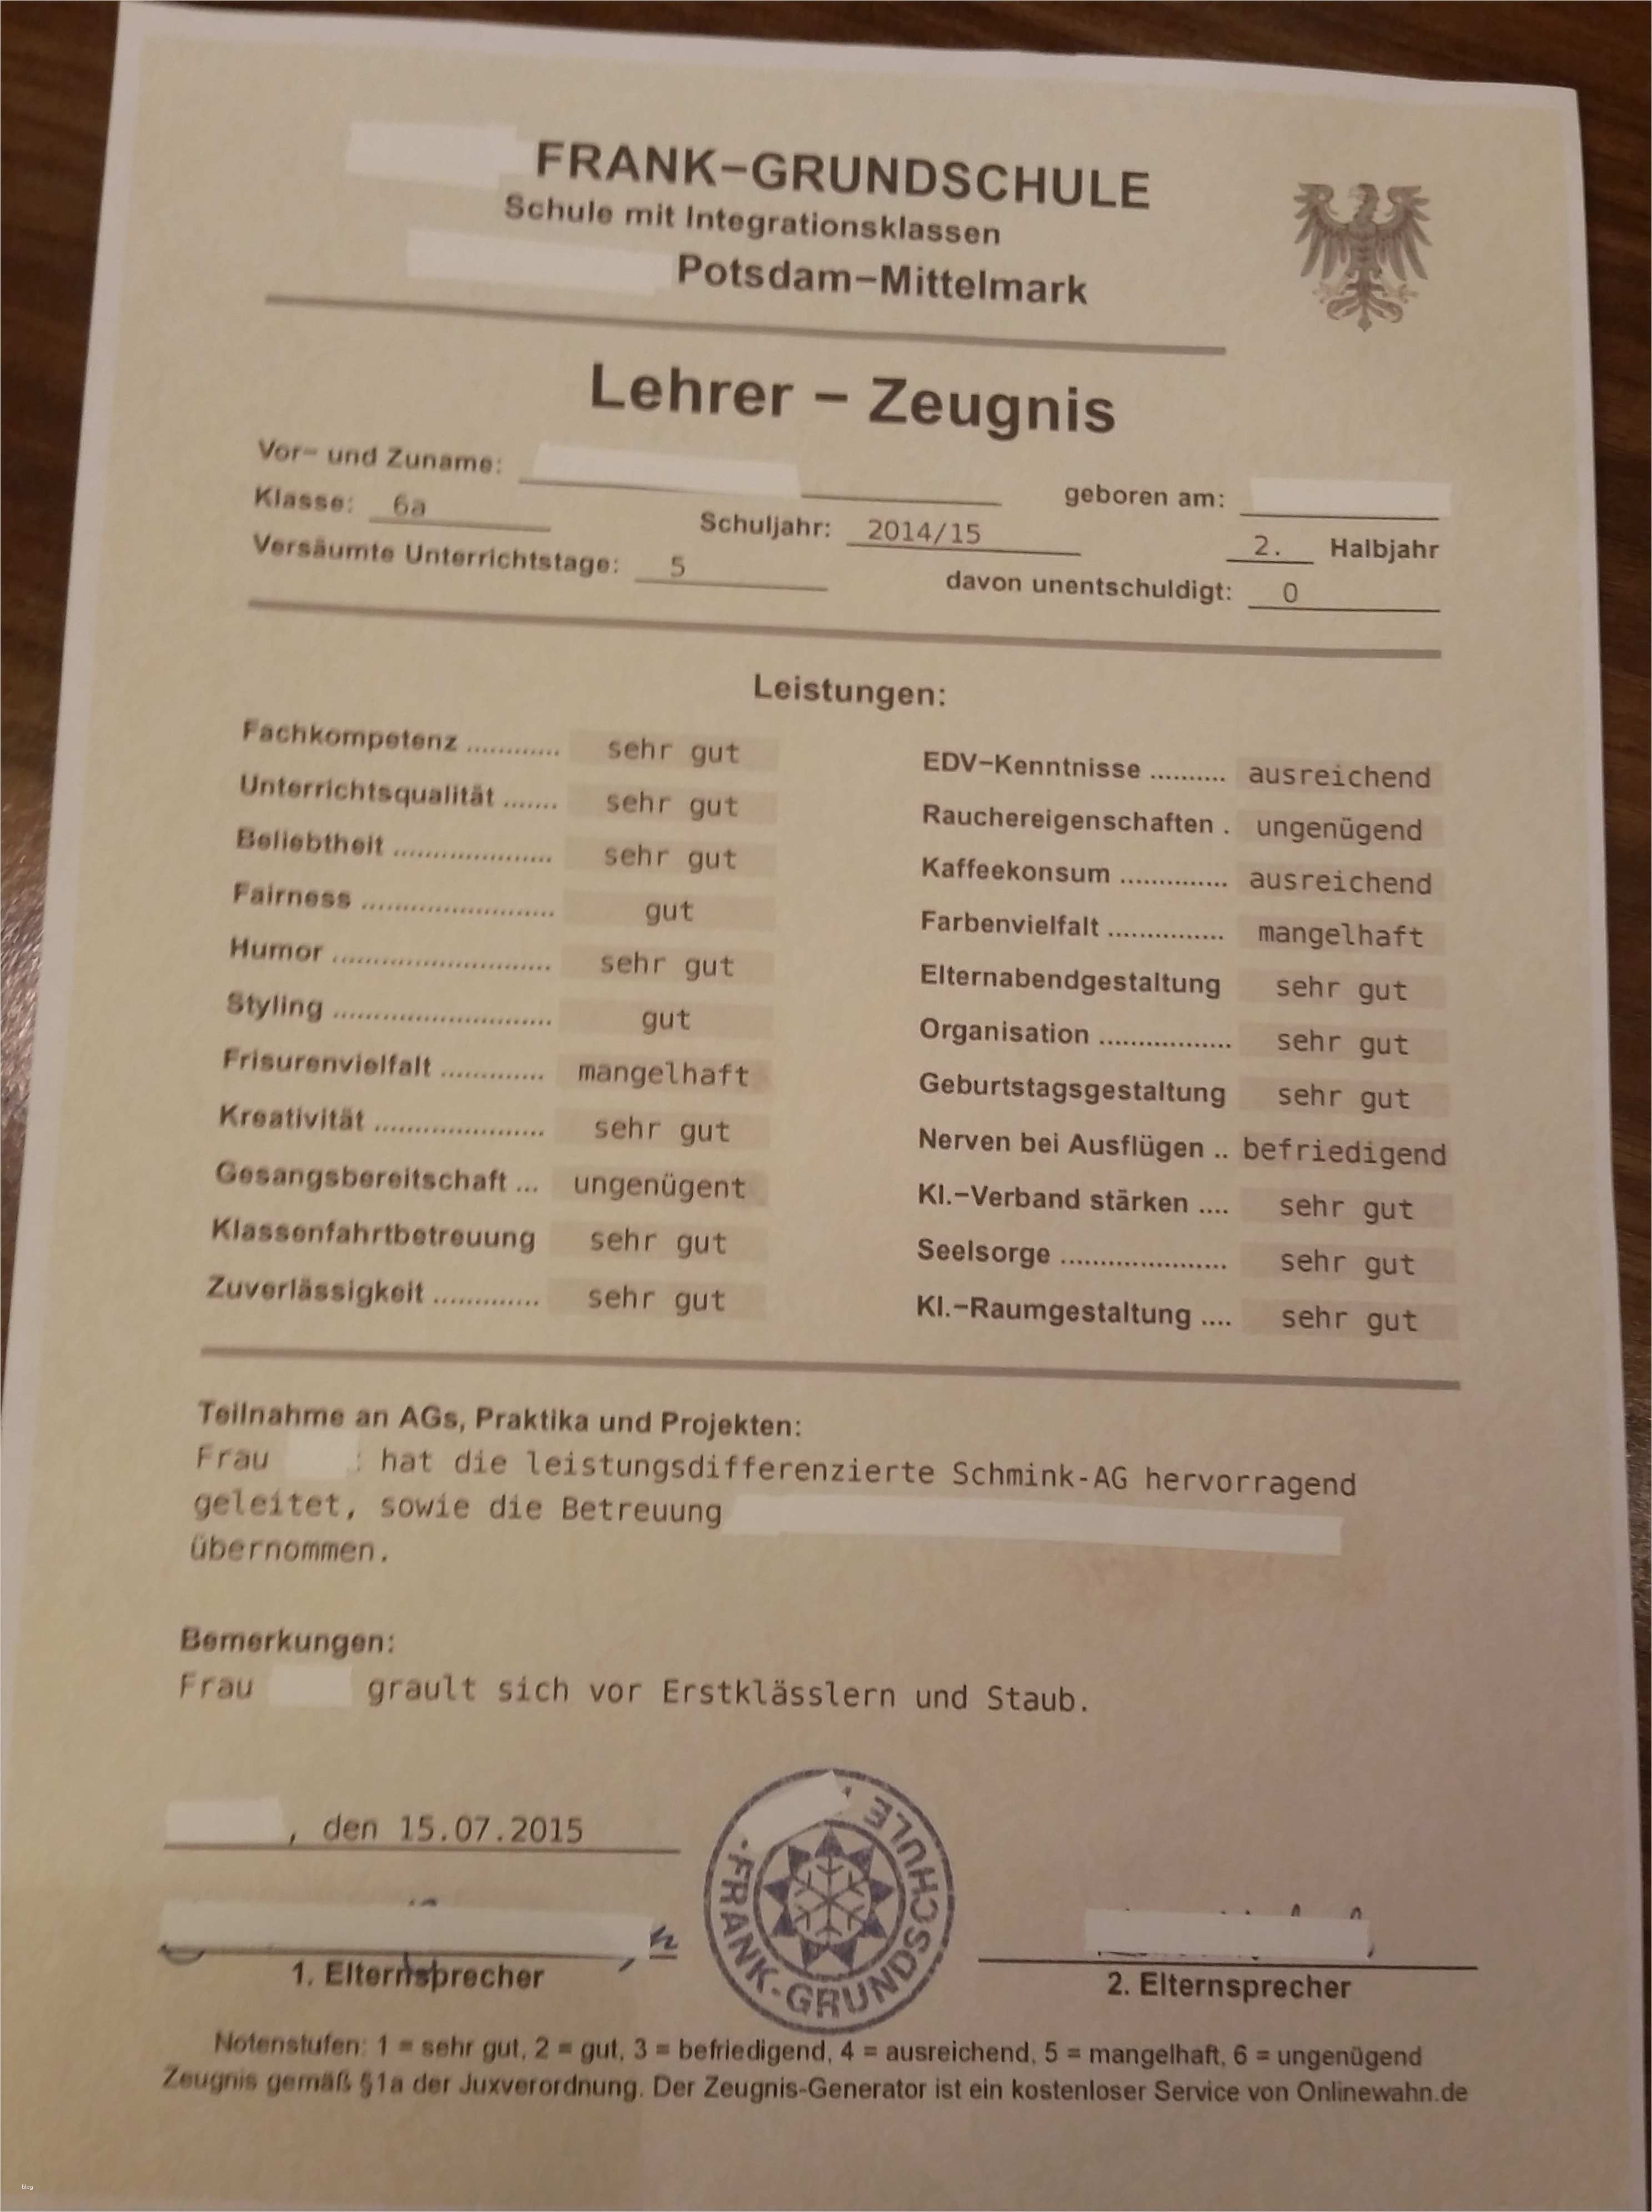 FRANK-GRUNDSCHULE
Schule mit Integrationsklassen
Potsdam-Mittelmark
Lehrer - Zeugnis
Vor- und Zuname:
geboren am:
Klasse: 6a Schuljahr: 2014/15 2. Halbjahr
Versäumte Unterrichtstage: 5 davon unentschuldigt: 0
Leistungen:
Fachkompetenz ............ sehr gut
Unterrichtsqualität ....... sehr gut
Beliebtheit .................... sehr gut
Fairness ........................ gut
Humor ........................... sehr gut
Styling ........................... gut
Frisurenvielfalt ............. mangelhaft
Kreativität ..................... sehr gut
Gesangsbereitschaft ... ungenügent
Klassenfahrtbetreuung sehr gut
Zuverlässigkeit ............. sehr gut
EDV-Kenntnisse .......... ausreichend
Rauchereigenschaften . ungenügend
Kaffeekonsum .............. ausreichend
Farbenvielfalt ............... mangelhaft
Elternabendgestaltung sehr gut
Organisation ................. sehr gut
Geburtstagsgestaltung sehr gut
Nerven bei Ausflügen .. befriedigend
Kl.-Verband stärken .... sehr gut
Seelsorge ..................... sehr gut
Kl.-Raumgestaltung .... sehr gut
Teilnahme an AGs, Praktika und Projekten:
Frau : hat die leistungsdifferenzierte Schmink-AG hervorragend
geleitet, sowie die Betreuung
übernommen.
Bemerkungen:
Frau grault sich vor Erstklässlern und Staub.
, den 15.07.2015
FRANK-GRUNDSCHULE
1. Elternsprecher
2. Elternsprecher
Notenstufen: 1 = sehr gut, 2 = gut, 3 = befriedigend, 4 = ausreichend, 5 = mangelhaft, 6 = ungenügend
Zeugnis gemäß §1a der Juxverordnung. Der Zeugnis-Generator ist ein kostenloser Service von Onlinewahn.de
blog